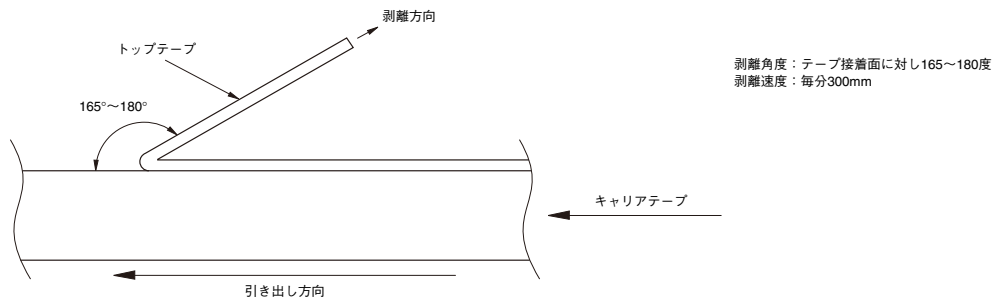 剥離方向
トップテープ
剥離角度：テープ接着面に対し165〜180度
剥離速度：毎分300mm
165°〜180°
キャリアテープ
引き出し方向